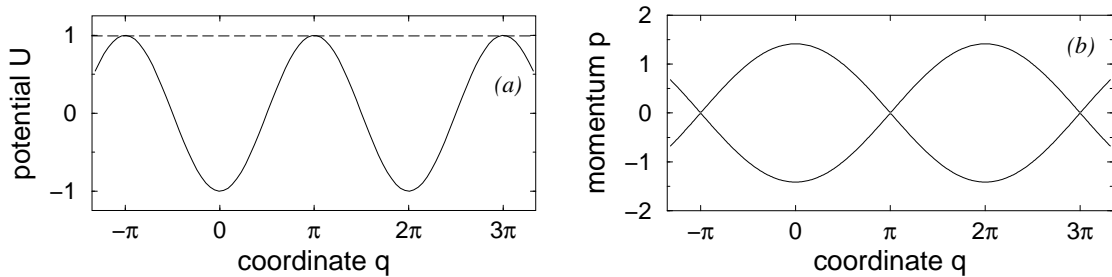 potential U
1
0
−1
−π
0
π
2π
3π
coordinate q
(a)
momentum p
2
1
0
−1
−2
−π
0
π
2π
3π
coordinate q
(b)